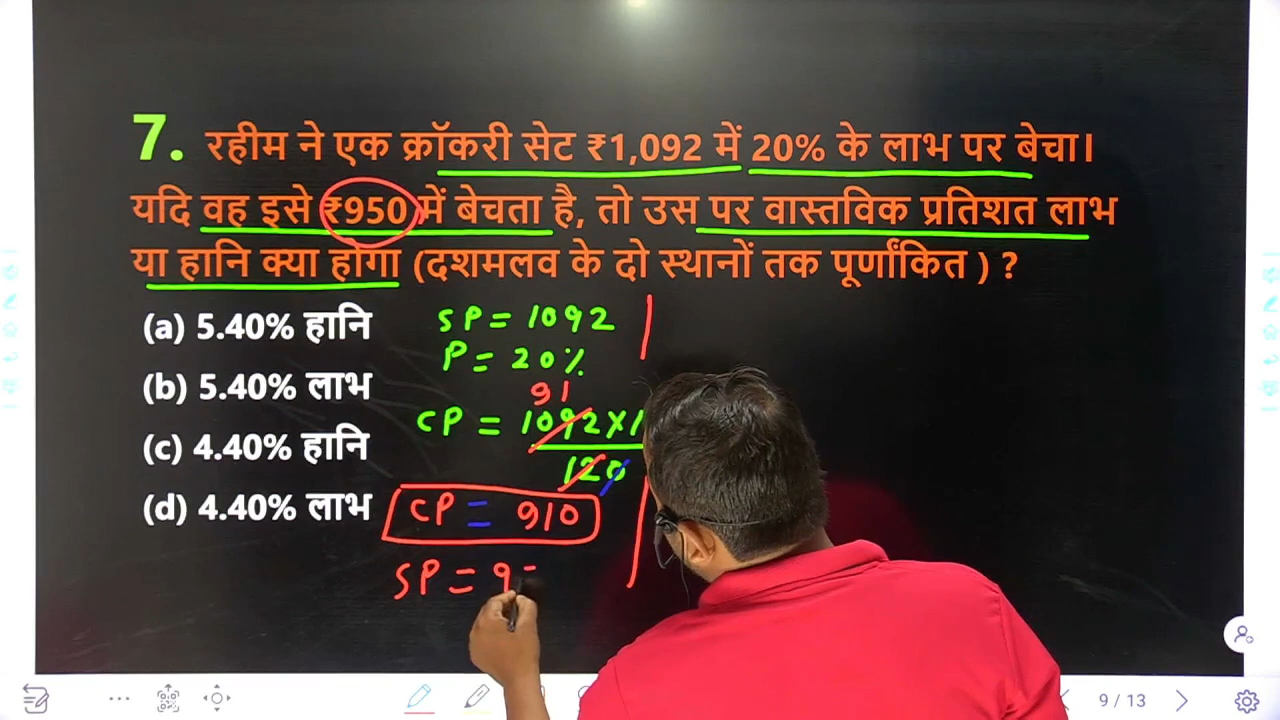 7. रहीम ने एक क्रॉकरी सेट ₹1,092 में 20% के लाभ पर बेचा।
यदि वह इसे ₹950 में बेचता है, तो उस पर वास्तविक प्रतिशत लाभ
या हानि क्या होगा (दशमलव के दो स्थानों तक पूर्णांकित ) ?
(a) 5.40% हानि
(b) 5.40% लाभ
(c) 4.40% हानि
(d) 4.40% लाभ
SP = 1092
P = 20%
91
CP = 1092×1
120
CP = 910
SP = 9
9 / 13